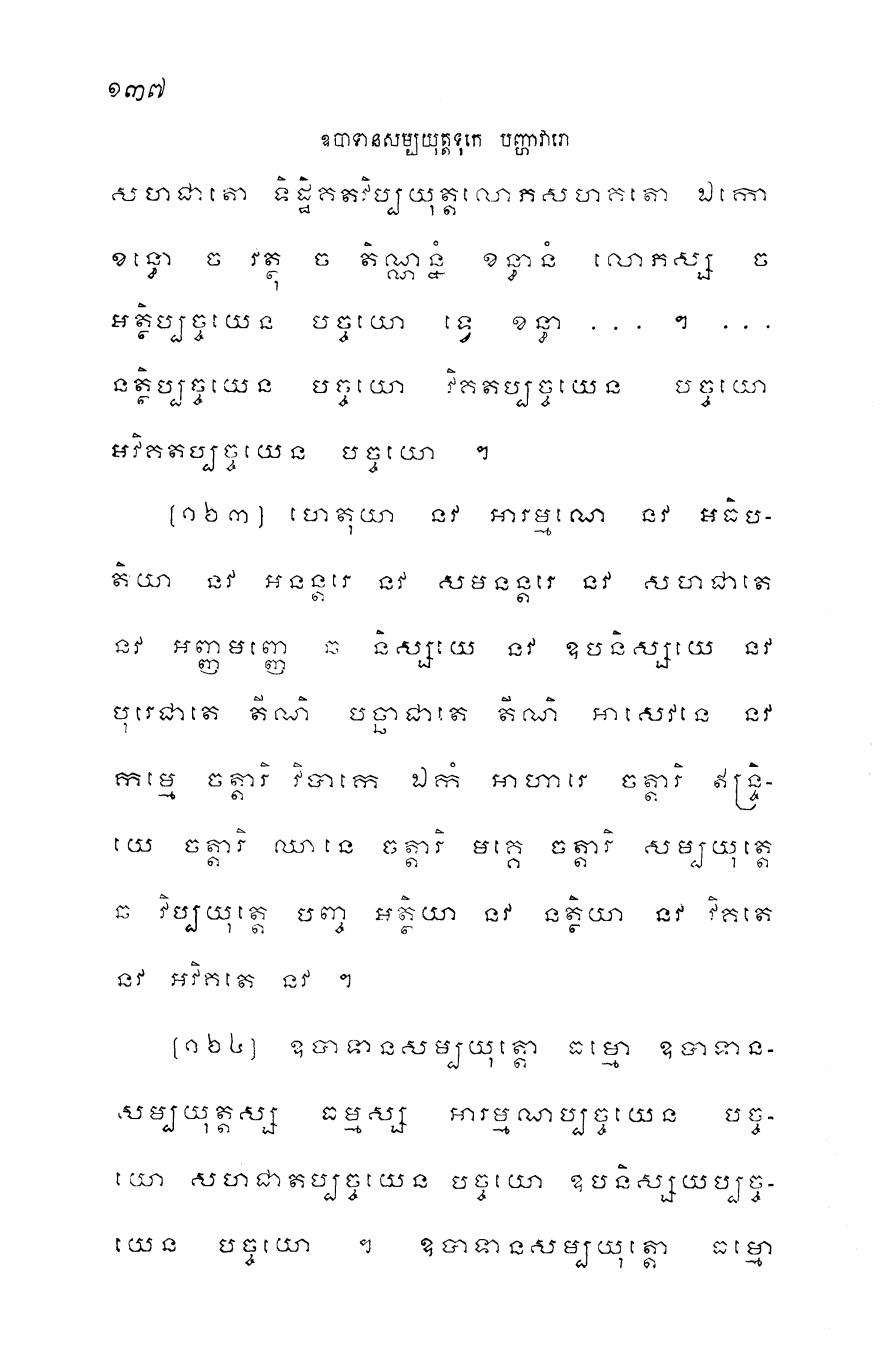 ១៣៧
ឧបាទានសម្បយុត្តទុកេ បញ្ហាវារោ
សហជាតោ ទិដ្ឋិគតវិប្បយុត្តលោភសហគតោ ឯកោ
ខន្ធោ ច វត្ថុ ច តិណ្ណន្នំ ខន្ធានំ លោភស្ស ច
អត្ថិប្បច្ចយេន បច្ចយោ ទ្វេ ខន្ធា ... ៗ ...
នត្ថិប្បច្ចយេន បច្ចយោ វិគតប្បច្ចយេន បច្ចយោ
អវិគតប្បច្ចយេន បច្ចយោ ។
[១២៣] ហេតុយា នវ អារម្មណេ នវ អធិប-
តិយា នវ អនន្តរេ នវ សមនន្តរេ នវ សហជាតេ
នវ អញ្ញមញ្ញេ ឆ និស្សយេ នវ ឧបនិស្សយេ នវ
បុរេជាតេ តីណិ បច្ឆាជាតេ តីណិ អាសេវនេ នវ
កម្មេ ចត្តារិ វិបាកេ ឯកំ អាហារេ ចត្តារិ ឥន្ទ្រិ-
យេ ចត្តារិ ឈានេ ចត្តារិ មគ្គេ ចត្តារិ សម្បយុត្តេ
ឆ វិប្បយុត្តេ បញ្ច អត្ថិយា នវ នត្ថិយា នវ វិគតេ
នវ អវិគតេ នវ ។
[១២៤] ឧបាទានសម្បយុត្តោ ធម្មោ ឧបាទាន-
សម្បយុត្តស្ស ធម្មស្ស អារម្មណប្បច្ចយេន បច្ច-
យោ សហជាតប្បច្ចយេន បច្ចយោ ឧបនិស្សយប្បច្ច-
យេន បច្ចយោ ។ ឧបាទានសម្បយុត្តោ ធម្មោ